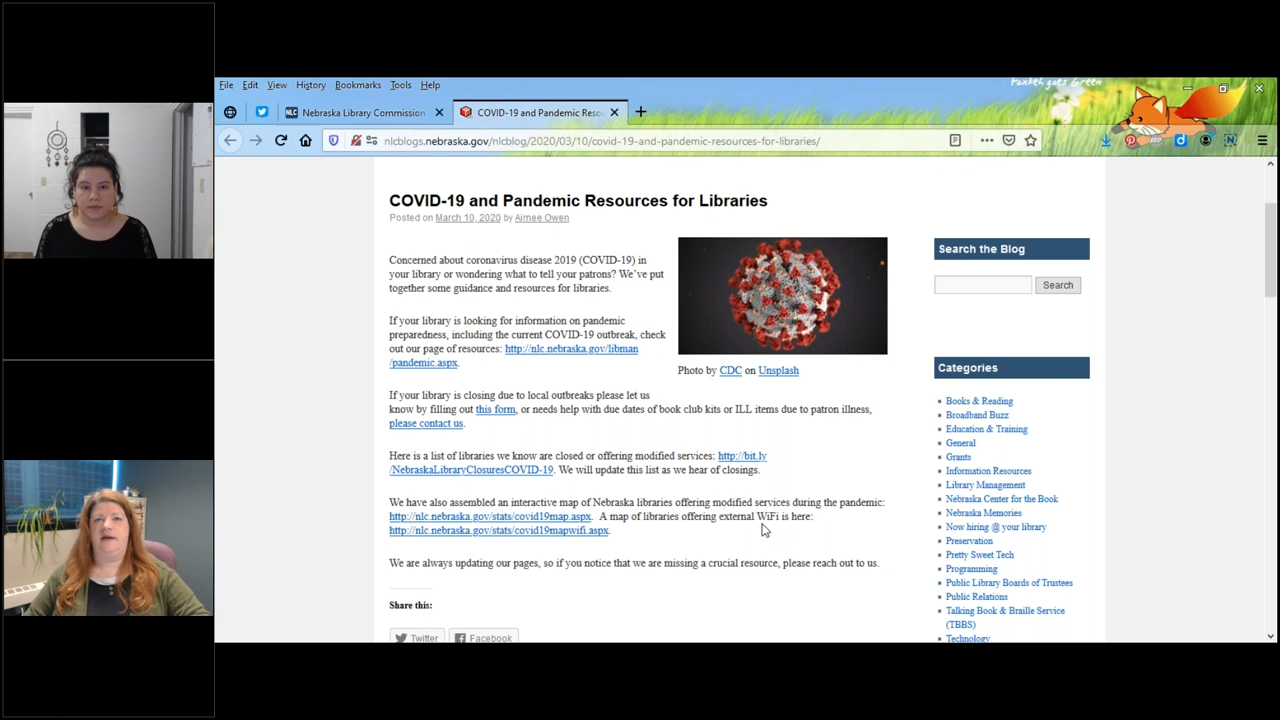 Foxkeh goes Green
File Edit View History Bookmarks Tools Help
NLC Nebraska Library Commission
COVID-19 and Pandemic Reso
nlcblogs.nebraska.gov/nlcblog/2020/03/10/covid-19-and-pandemic-resources-for-libraries/
COVID-19 and Pandemic Resources for Libraries
Posted on March 10, 2020 by Aimee Owen
Concerned about coronavirus disease 2019 (COVID-19) in
your library or wondering what to tell your patrons? We've put
together some guidance and resources for libraries.
If your library is looking for information on pandemic
preparedness, including the current COVID-19 outbreak, check
out our page of resources: http://nlc.nebraska.gov/libman
/pandemic.aspx.
Photo by CDC on Unsplash
If your library is closing due to local outbreaks please let us
know by filling out this form, or needs help with due dates of book club kits or ILL items due to patron illness,
please contact us.
Here is a list of libraries we know are closed or offering modified services: http://bit.ly
/NebraskaLibraryClosuresCOVID-19. We will update this list as we hear of closings.
We have also assembled an interactive map of Nebraska libraries offering modified services during the pandemic:
http://nlc.nebraska.gov/stats/covid19map.aspx. A map of libraries offering external WiFi is here:
http://nlc.nebraska.gov/stats/covid19mapwifi.aspx.
We are always updating our pages, so if you notice that we are missing a crucial resource, please reach out to us.
Share this:
Twitter Facebook
Search the Blog
Search
Categories
Books & Reading
Broadband Buzz
Education & Training
General
Grants
Information Resources
Library Management
Nebraska Center for the Book
Nebraska Memories
Now hiring @ your library
Preservation
Pretty Sweet Tech
Programming
Public Library Boards of Trustees
Public Relations
Talking Book & Braille Service
(TBBS)
Technology